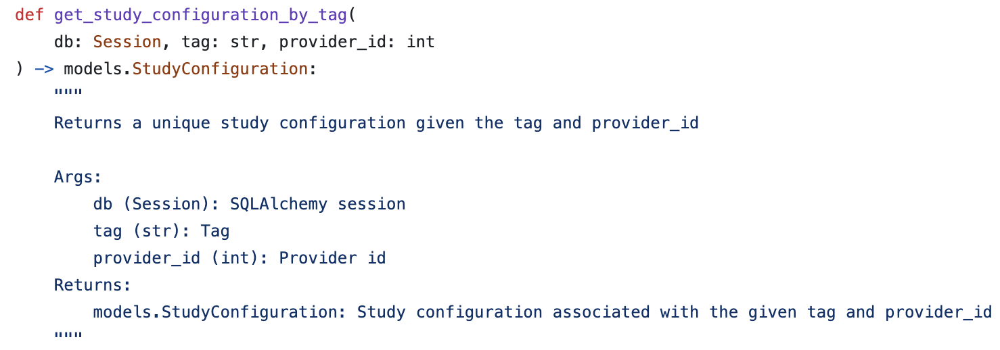 def get_study_configuration_by_tag(
    db: Session, tag: str, provider_id: int
) -> models.StudyConfiguration:
    """
    Returns a unique study configuration given the tag and provider_id

    Args:
        db (Session): SQLAlchemy session
        tag (str): Tag
        provider_id (int): Provider id
    Returns:
        models.StudyConfiguration: Study configuration associated with the given tag and provider_id
    """